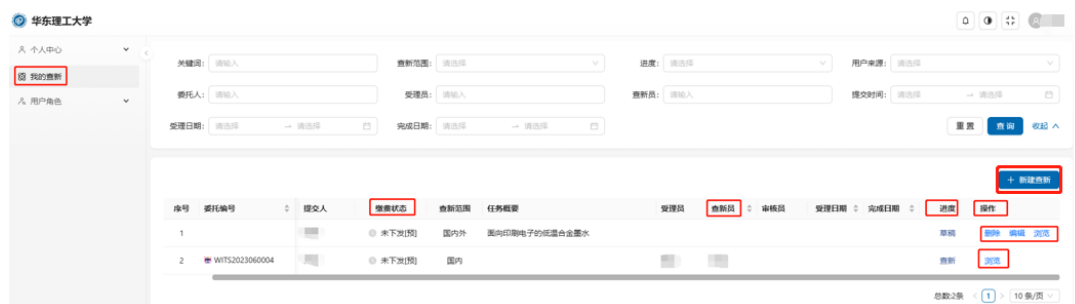 华东理工大学
个人中心
我的查新
用户角色
关键词： 请输入 查新范围： 请选择 进度： 请选择 用户来源： 请选择
委托人： 请输入 受理员： 请输入 查新员： 请输入 提交时间： 请选择 → 请选择
受理日期： 请选择 → 请选择 完成日期： 请选择 → 请选择 重置 查询 收起
+ 新建查新
序号 委托编号 提交人 缴费状态 查新范围 任务概要 受理员 查新员 审核员 受理日期 完成日期 进度 操作
1 未下发[预] 国内外 面向印刷电子的低温合金墨水 草稿 删除 编辑 浏览
2 WITS2023060004 未下发[预] 国内 查新 浏览
总数:2条 < 1 > 10 条/页